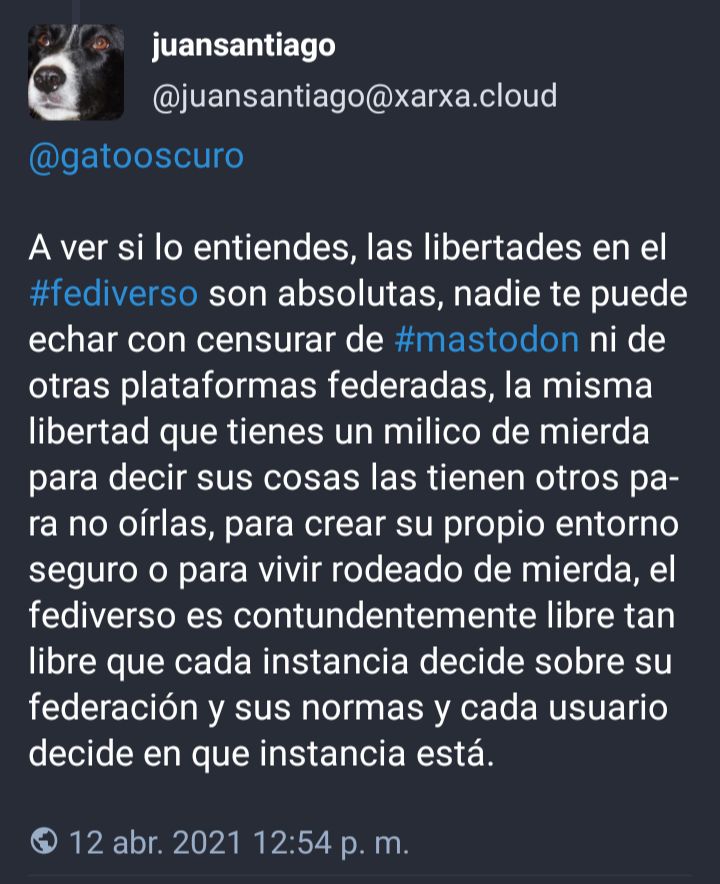 juansantiago
@juansantiago@xarxa.cloud
@gatooscuro
A ver si lo entiendes, las libertades en el
#fediverso son absolutas, nadie te puede
echar con censurar de #mastodon ni de
otras plataformas federadas, la misma
libertad que tienes un milico de mierda
para decir sus cosas las tienen otros pa-
ra no oírlas, para crear su propio entorno
seguro o para vivir rodeado de mierda, el
fediverso es contundentemente libre tan
libre que cada instancia decide sobre su
federación y sus normas y cada usuario
decide en que instancia está.
12 abr. 2021 12:54 p. m.